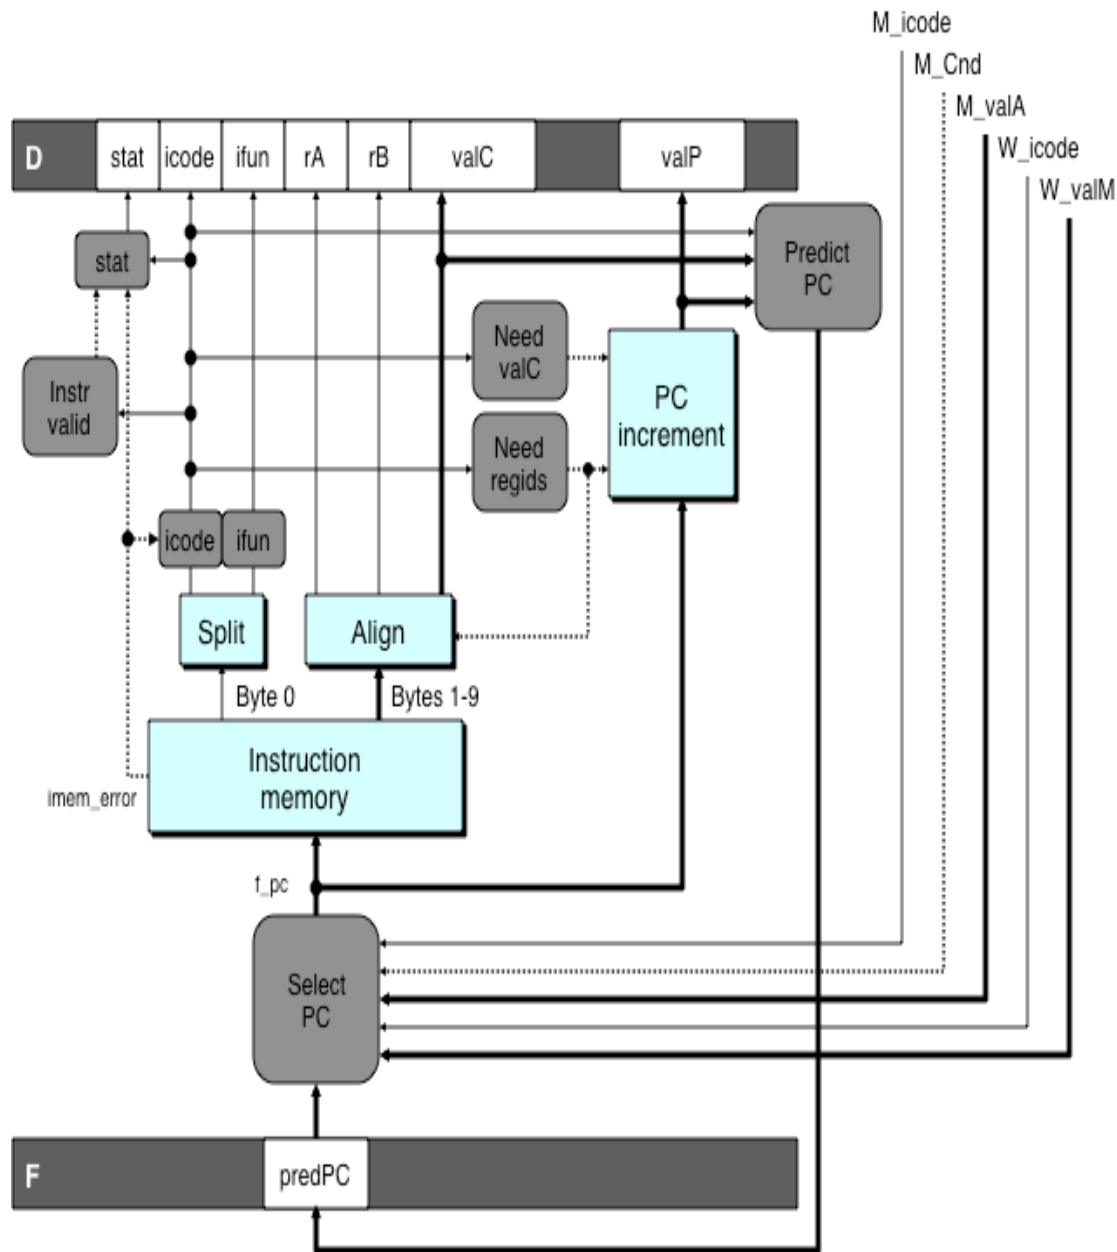 M_icode
M_Cnd
M_valA
W_icode
W_valM
D stat icode ifun rA rB valC valP
stat
Predict
PC
Need
valC
Instr
valid
PC
increment
Need
regids
icode ifun
Split
Align
Byte 0
Bytes 1-9
Instruction
memory
imem_error
f_pc
Select
PC
F predPC